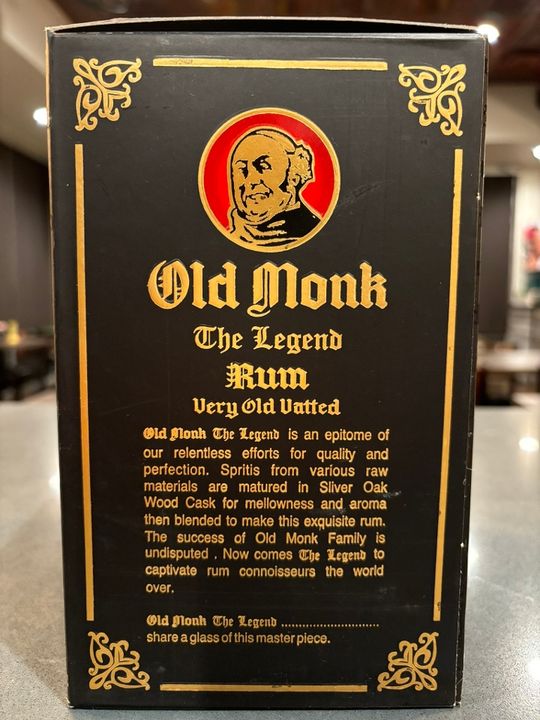 Old Monk
The Legend
Rum
Very Old Vatted
Old Monk The Legend is an epitome of
our relentless efforts for quality and
perfection. Spritis from various raw
materials are matured in Sliver Oak
Wood Cask for mellowness and aroma
then blended to make this exquisite rum.
The success of Old Monk Family is
undisputed . Now comes The Legend to
captivate rum connoisseurs the world
over.
Old Monk The Legend ............................
share a glass of this master piece.